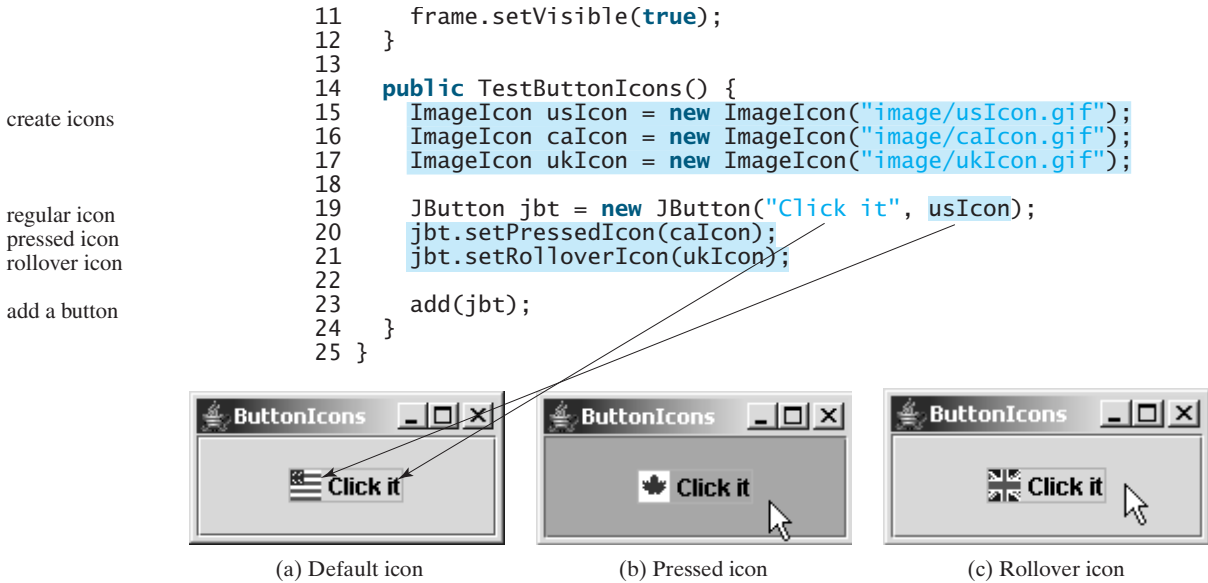 11 frame.setVisible(true);
12 }
13
14 public TestButtonIcons() {
create icons 15 ImageIcon usIcon = new ImageIcon("image/usIcon.gif");
16 ImageIcon caIcon = new ImageIcon("image/caIcon.gif");
17 ImageIcon ukIcon = new ImageIcon("image/ukIcon.gif");
18
regular icon 19 JButton jbt = new JButton("Click it", usIcon);
pressed icon 20 jbt.setPressedIcon(caIcon);
rollover icon 21 jbt.setRolloverIcon(ukIcon);
22
add a button 23 add(jbt);
24 }
25 }
ButtonIcons ButtonIcons ButtonIcons
Click it Click it Click it
(a) Default icon (b) Pressed icon (c) Rollover icon